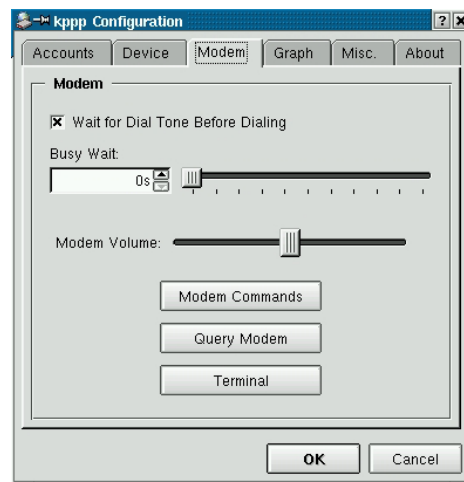 kppp Configuration
Accounts Device Modem Graph Misc. About
Modem
Wait for Dial Tone Before Dialing
Busy Wait:
0s
Modem Volume:
Modem Commands
Query Modem
Terminal
OK Cancel